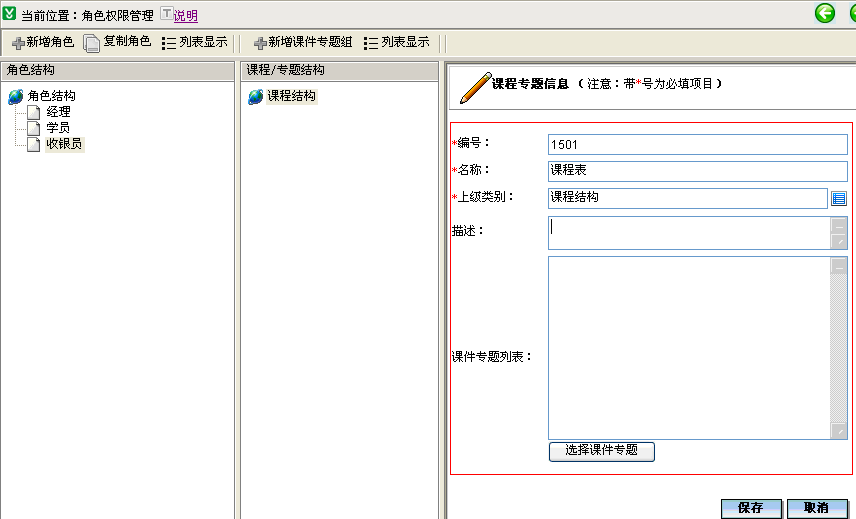 当前位置：角色权限管理 T说明
新增角色 复制角色 列表显示 新增课件专题组 列表显示
角色结构
角色结构
经理
学员
收银员
课程/专题结构
课程结构
课程专题信息（注意：带*号为必填项目）
*编号： 1501
*名称： 课程表
*上级类别： 课程结构
描述：
课件专题列表：
选择课件专题
保存 取消